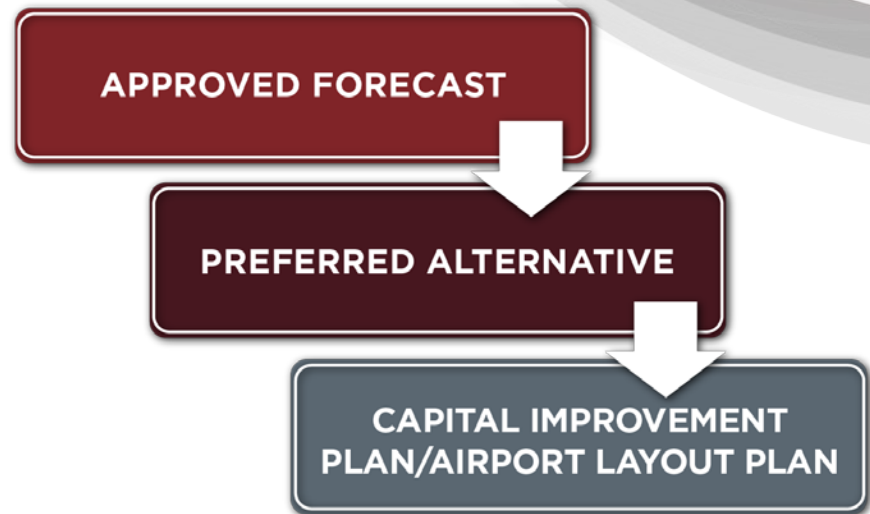 APPROVED FORECAST
PREFERRED ALTERNATIVE
CAPITAL IMPROVEMENT
PLAN/AIRPORT LAYOUT PLAN